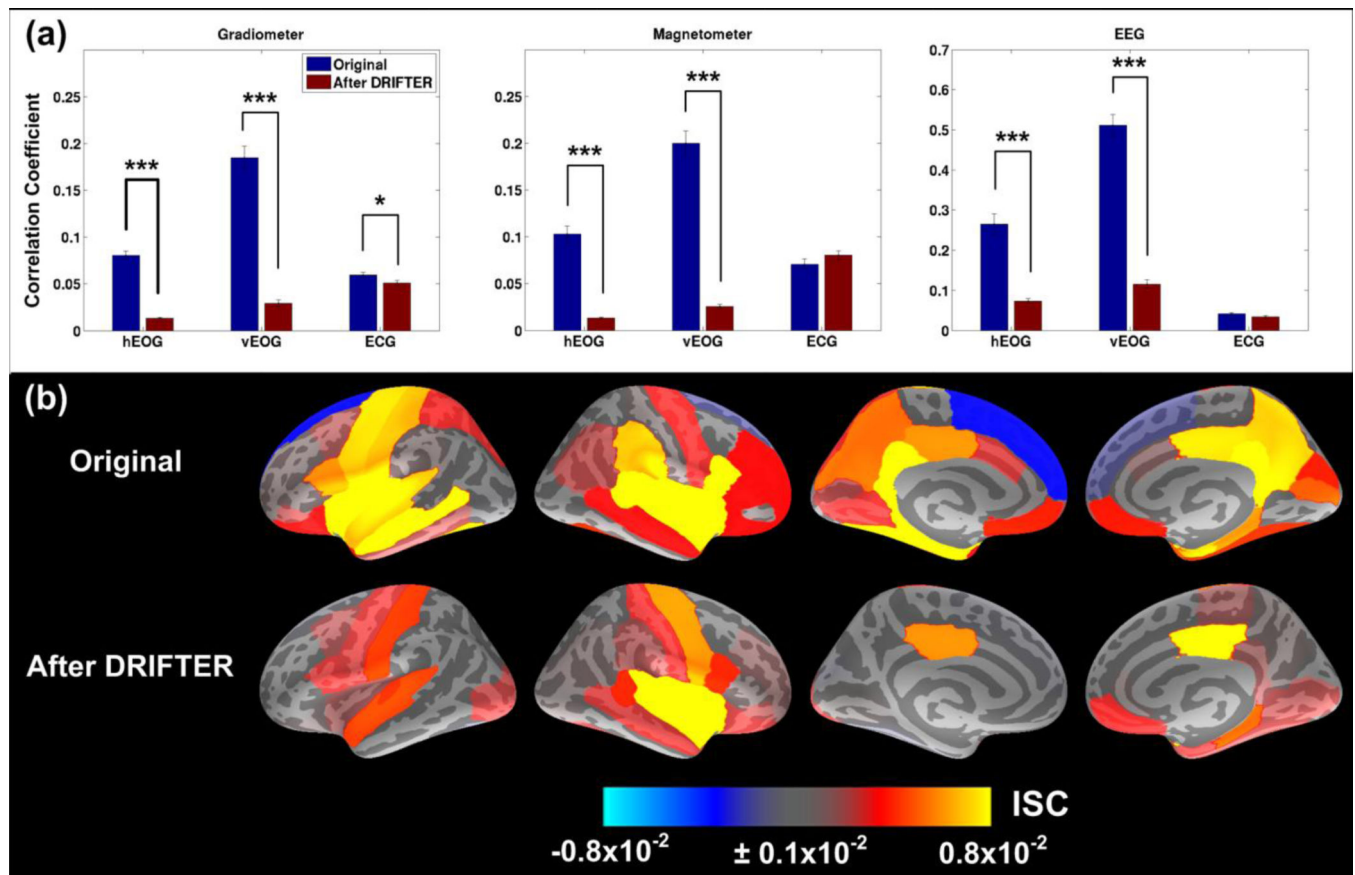 (a)
Gradiometer
Magnetometer
EEG
Correlation Coefficient
Original
After DRIFTER
0.25
0.2
0.15
0.1
0.05
0
***
***
*
hEOG
vEOG
ECG
0.25
0.2
0.15
0.1
0.05
0
***
***
hEOG
vEOG
ECG
0.7
0.6
0.5
0.4
0.3
0.2
0.1
0
***
***
hEOG
vEOG
ECG
(b)
Original
After DRIFTER
ISC
-0.8x10⁻² ± 0.1x10⁻² 0.8x10⁻²